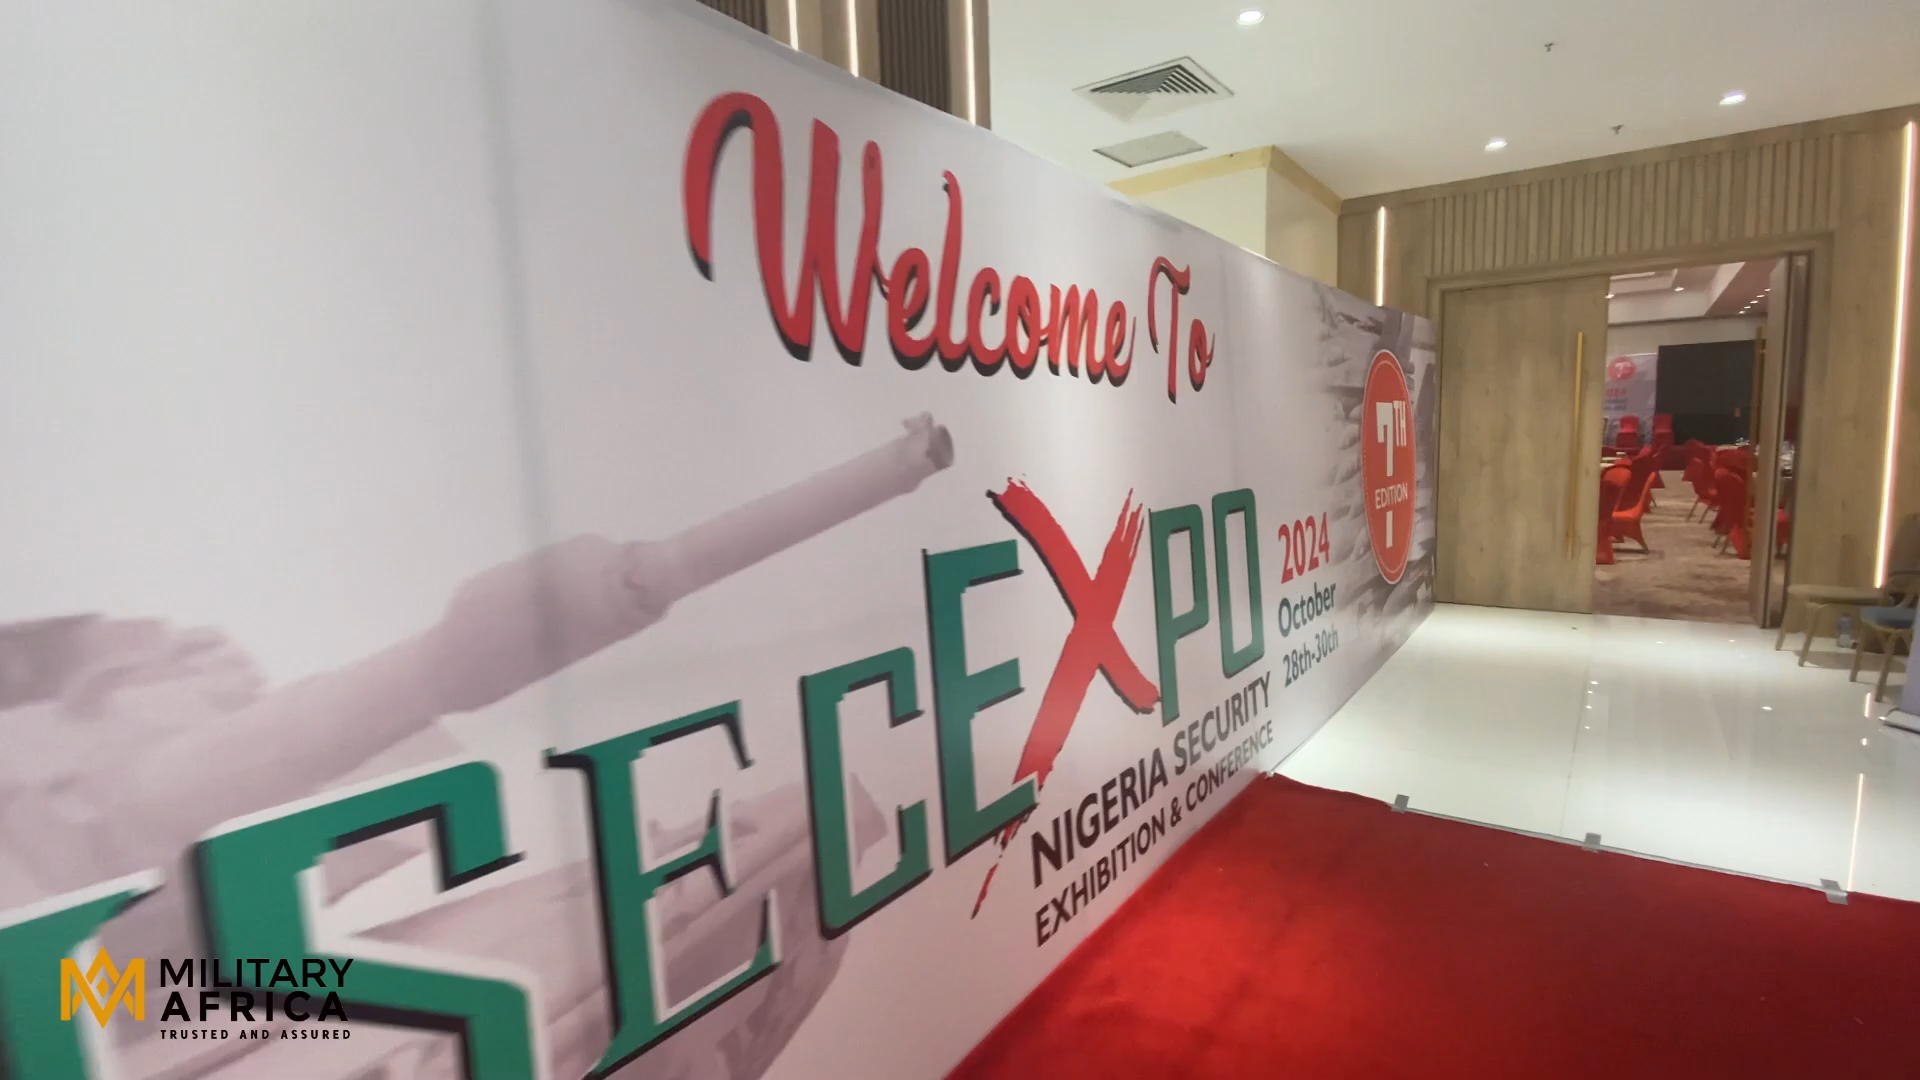 Welcome To
SECEXPO
2024
October
28th-30th
NIGERIA SECURITY
EXHIBITION & CONFERENCE
7TH
EDITION
MILITARY
AFRICA
TRUSTED AND ASSURED